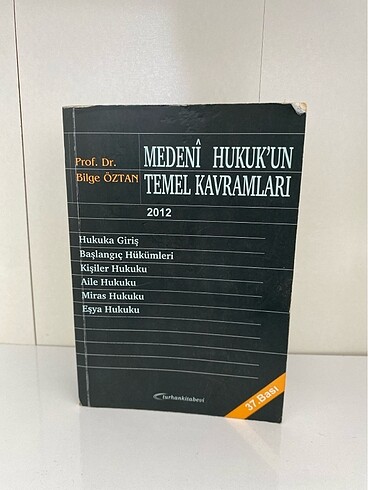 Prof. Dr.
Bilge ÖZTAN
MEDENÎ HUKUK'UN
TEMEL KAVRAMLARI
2012
Hukuka Giriş
Başlangıç Hükümleri
Kişiler Hukuku
Aile Hukuku
Miras Hukuku
Eşya Hukuku
turhankitabevi
37.Bası